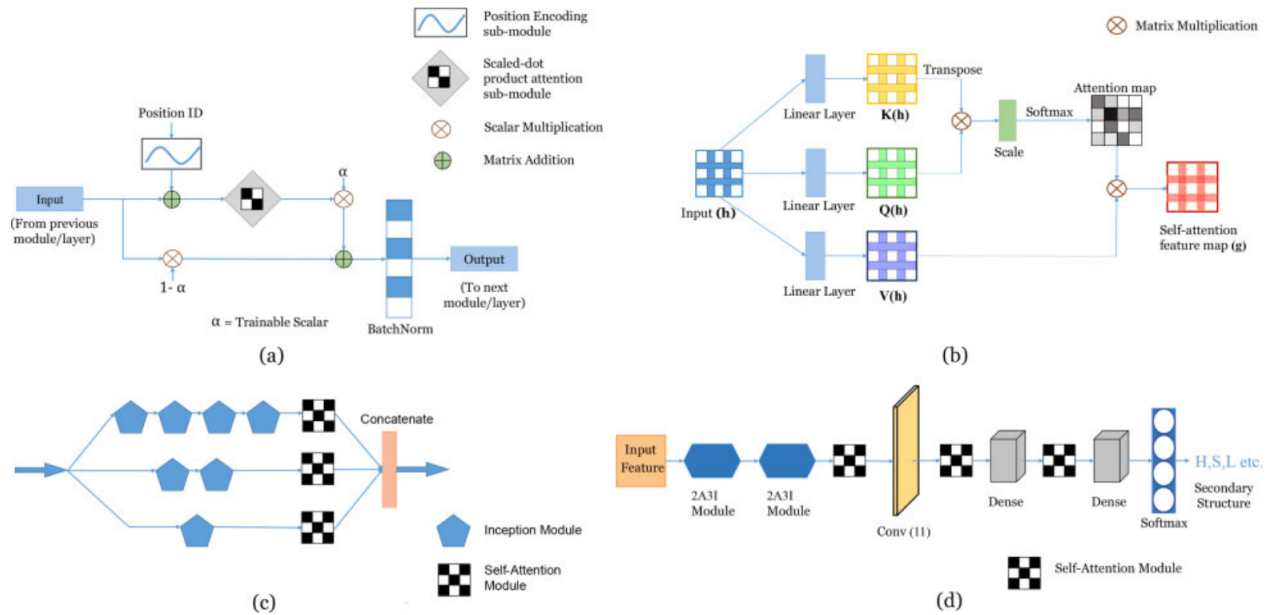 Position Encoding
sub-module
Scaled-dot
product attention
sub-module
Scalar Multiplication
Matrix Addition
Position ID
α
Input
(From previous
module/layer)
1- α
Output
(To next
module/layer)
α = Trainable Scalar
BatchNorm
(a)
Matrix Multiplication
Transpose
Linear Layer
K(h)
Attention map
Softmax
Scale
Input (h)
Linear Layer
Q(h)
Self-attention
feature map (g)
Linear Layer
V(h)
(b)
Concatenate
Inception Module
Self-Attention
Module
(c)
Input
Feature
2A3I
Module
2A3I
Module
Conv (11)
Dense
Dense
Softmax
H,S,L etc.
Secondary
Structure
Self-Attention Module
(d)